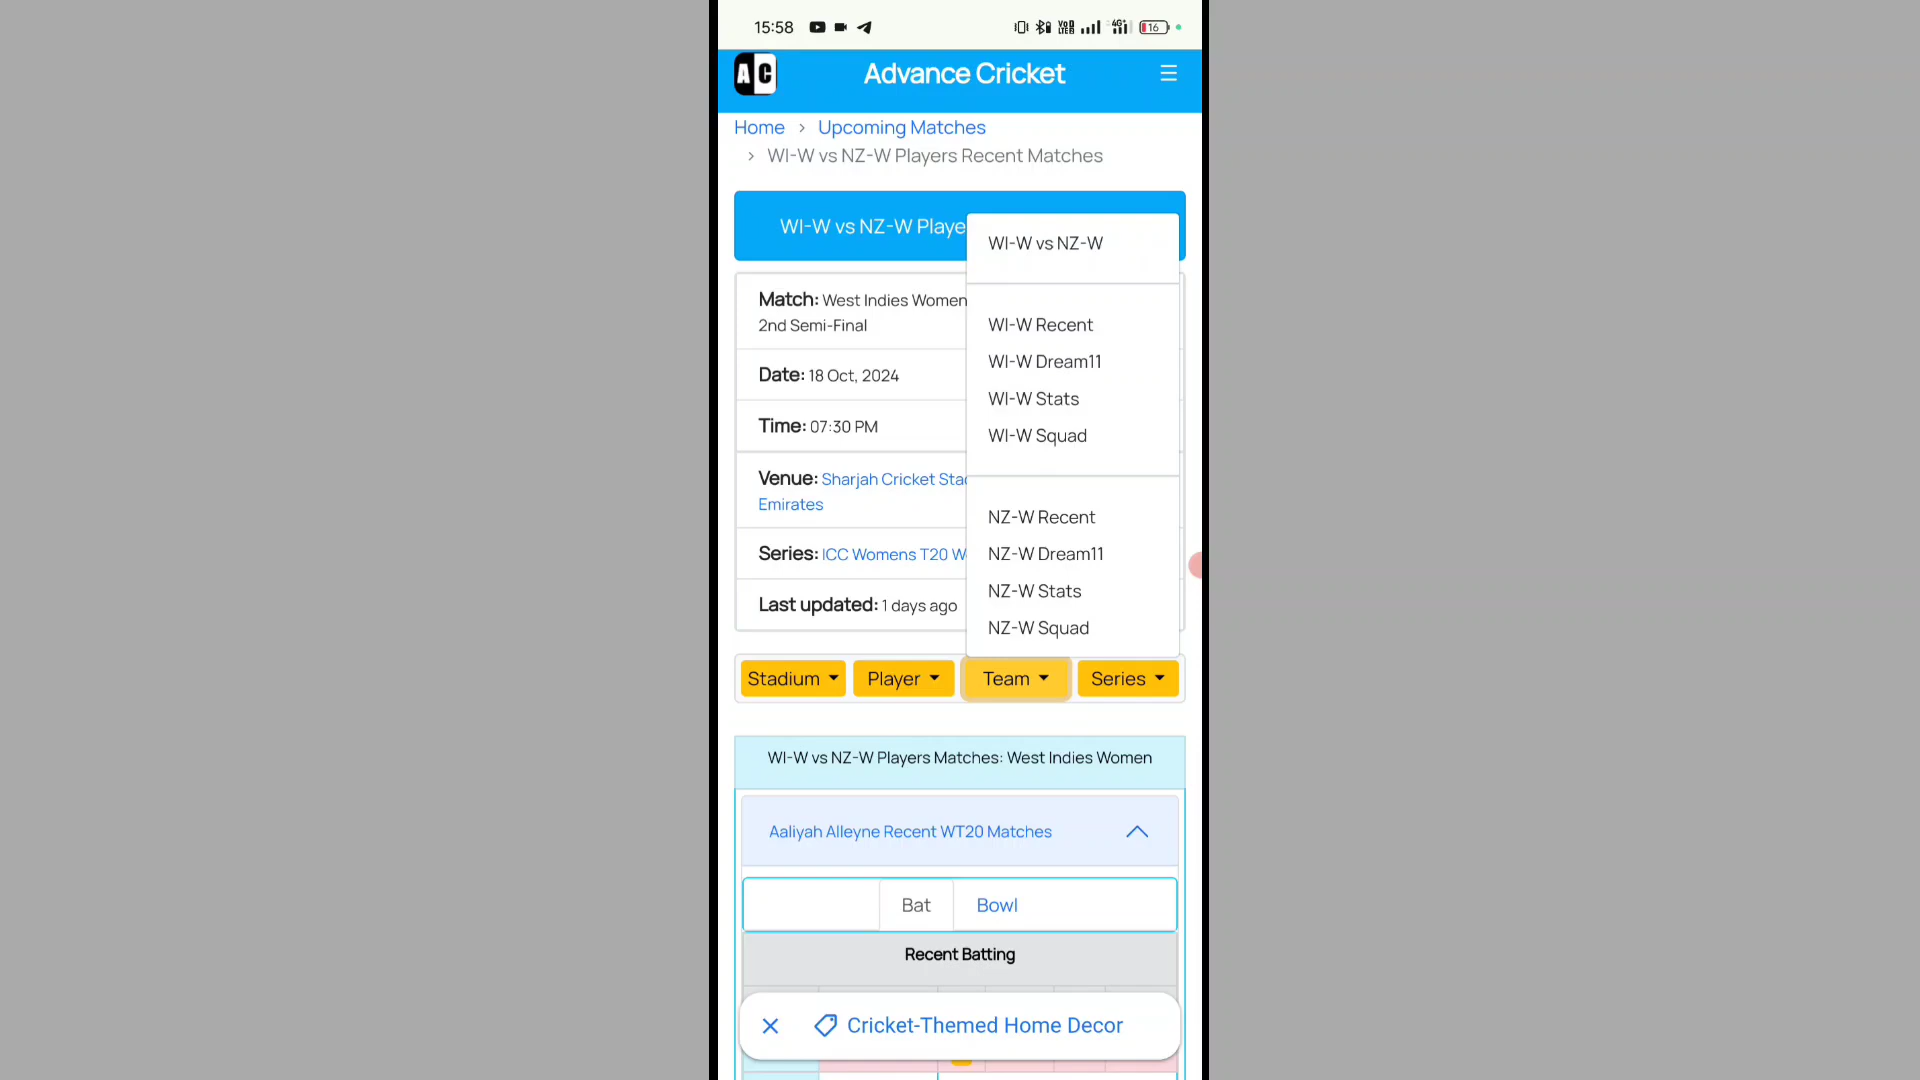 15:58
VoD
LTE
4G+
16
AC
Advance Cricket
Home > Upcoming Matches
> WI-W vs NZ-W Players Recent Matches
WI-W vs NZ-W Playe
Match: West Indies Women
2nd Semi-Final
Date: 18 Oct, 2024
Time: 07:30 PM
Venue: Sharjah Cricket Sta
Emirates
Series: ICC Womens T20 W
Last updated: 1 days ago
WI-W vs NZ-W
WI-W Recent
WI-W Dream11
WI-W Stats
WI-W Squad
NZ-W Recent
NZ-W Dream11
NZ-W Stats
NZ-W Squad
Stadium Player Team Series
WI-W vs NZ-W Players Matches: West Indies Women
Aaliyah Alleyne Recent WT20 Matches
Bat Bowl
Recent Batting
Cricket-Themed Home Decor